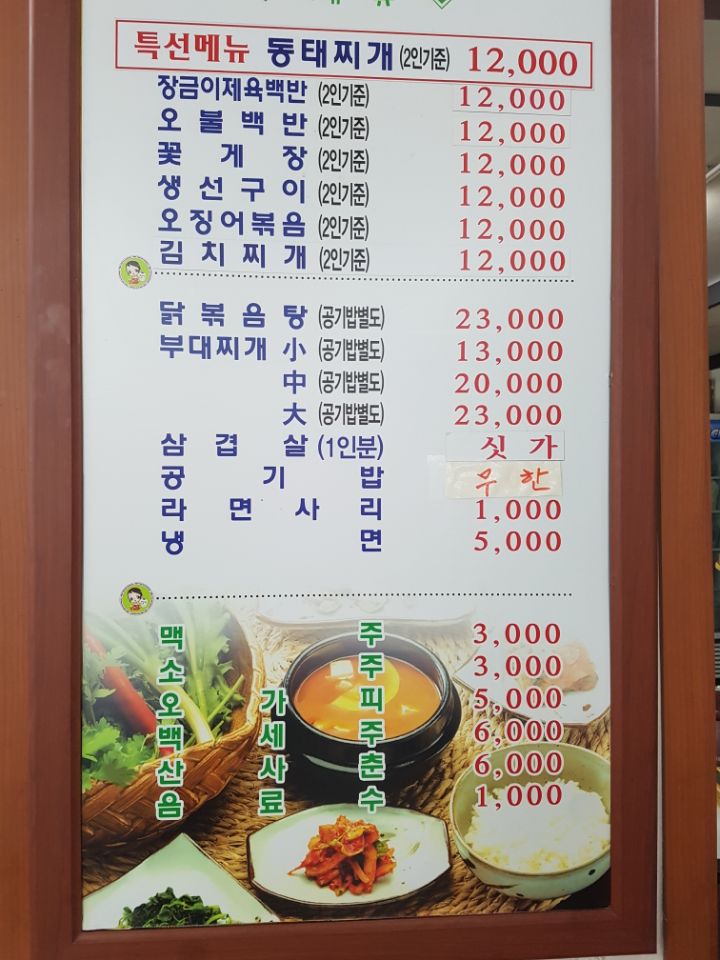 특선메뉴 동태찌개 (2인기준) 12,000
장금이제육백반 (2인기준) 12,000
오불백반 (2인기준) 12,000
꽃게장 (2인기준) 12,000
생선구이 (2인기준) 12,000
오징어볶음 (2인기준) 12,000
김치찌개 (2인기준) 12,000
닭볶음탕 (공기밥별도) 23,000
부대찌개 小 (공기밥별도) 13,000
中 (공기밥별도) 20,000
大 (공기밥별도) 23,000
삼겹살 (1인분) 싯가
공기밥 무한
라면사리 1,000
냉면 5,000
맥주 3,000
소주 3,000
오가피 5,000
백세주 6,000
산사춘 6,000
음료수 1,000